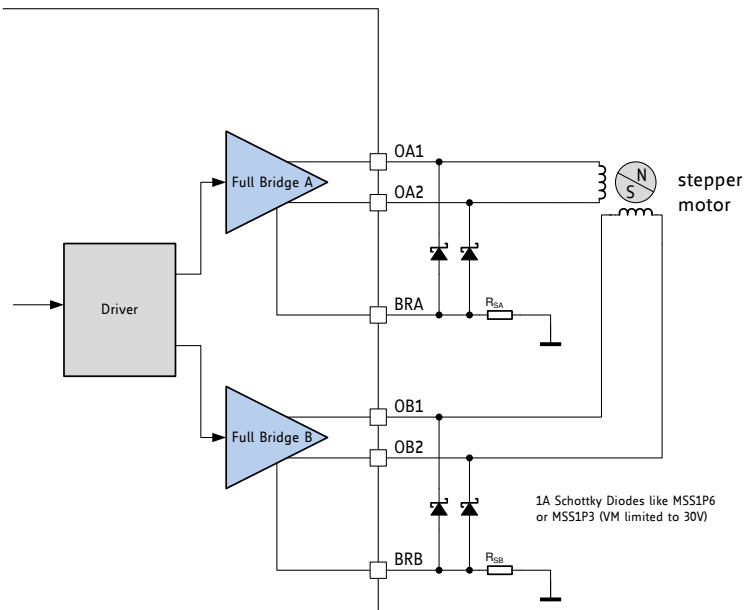 OA1
Full Bridge A
OA2
N
S
stepper
motor
Driver
BRA
RSA
OB1
Full Bridge B
OB2
1A Schottky Diodes like MSS1P6
or MSS1P3 (VM limited to 30V)
BRB
RSB